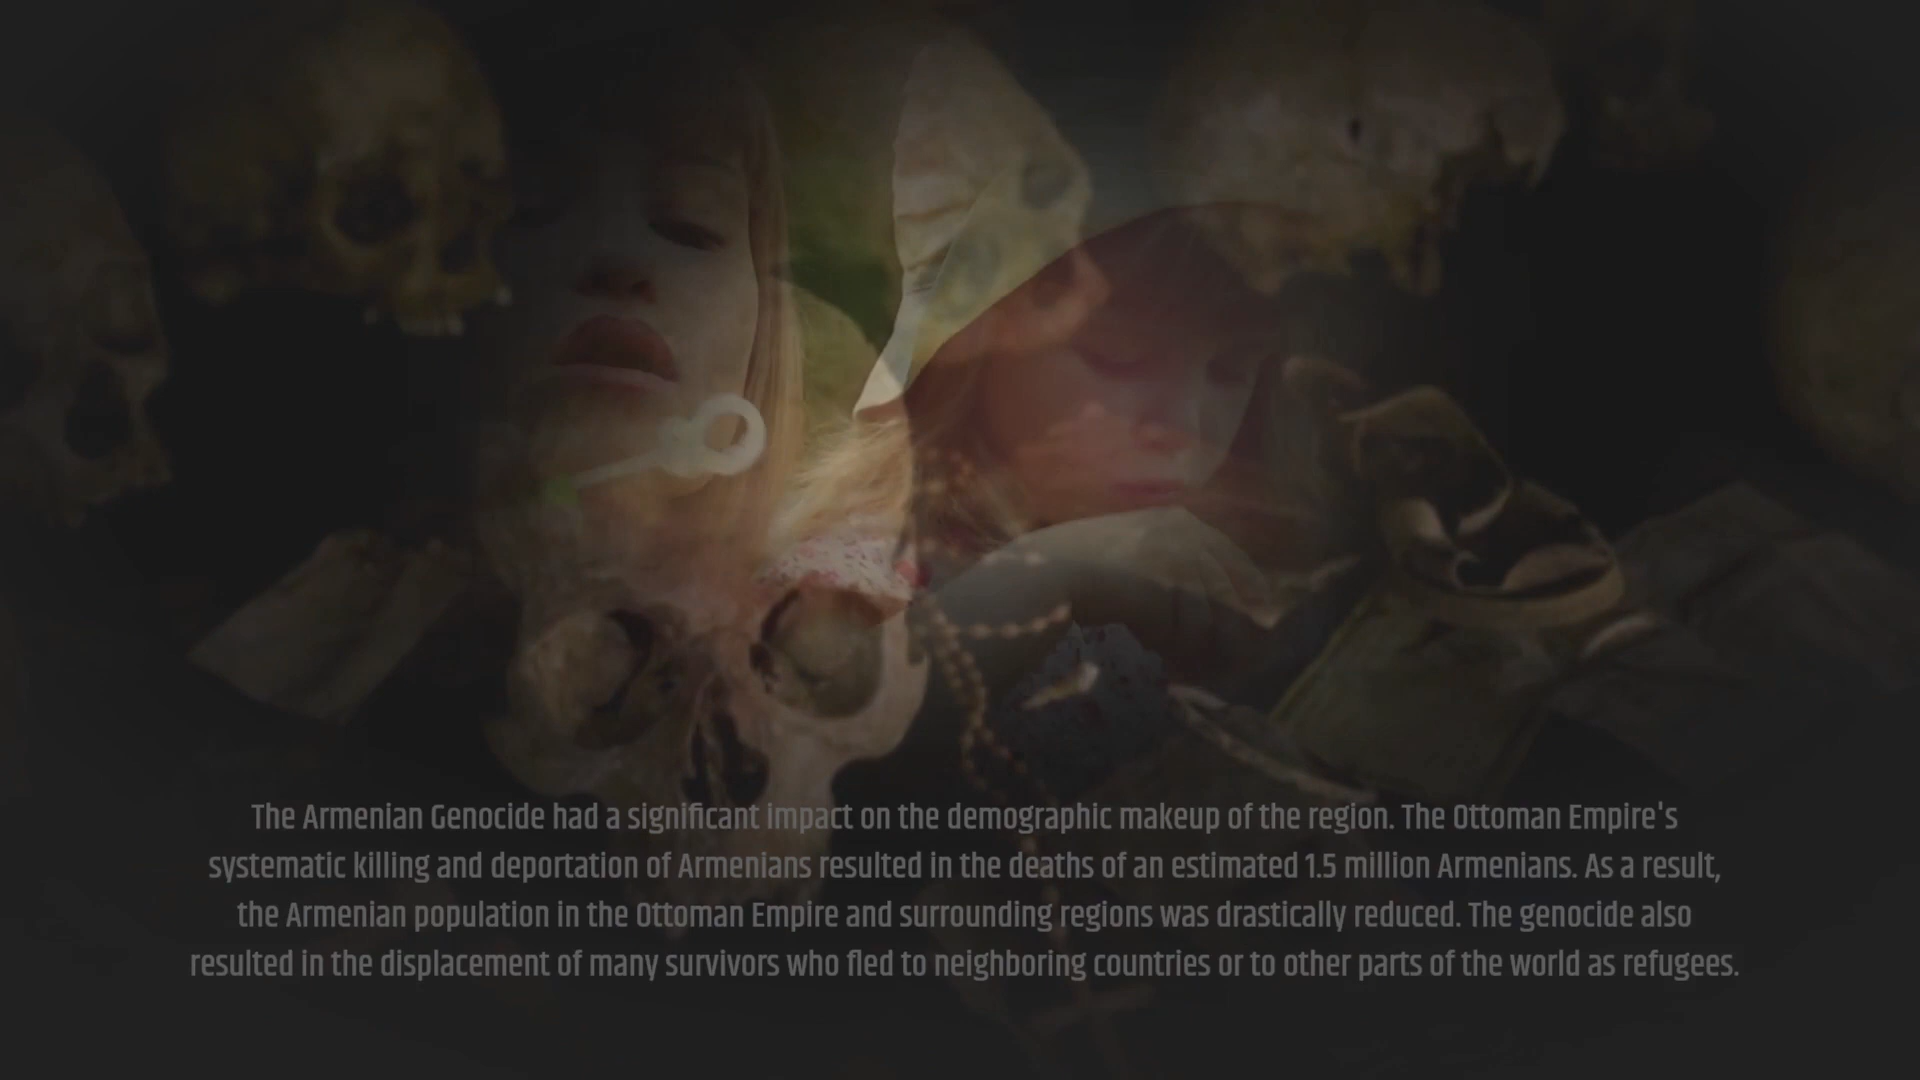 The Armenian Genocide had a significant impact on the demographic makeup of the region. The Ottoman Empire's
systematic killing and deportation of Armenians resulted in the deaths of an estimated 1.5 million Armenians. As a result,
the Armenian population in the Ottoman Empire and surrounding regions was drastically reduced. The genocide also
resulted in the displacement of many survivors who fled to neighboring countries or to other parts of the world as refugees.